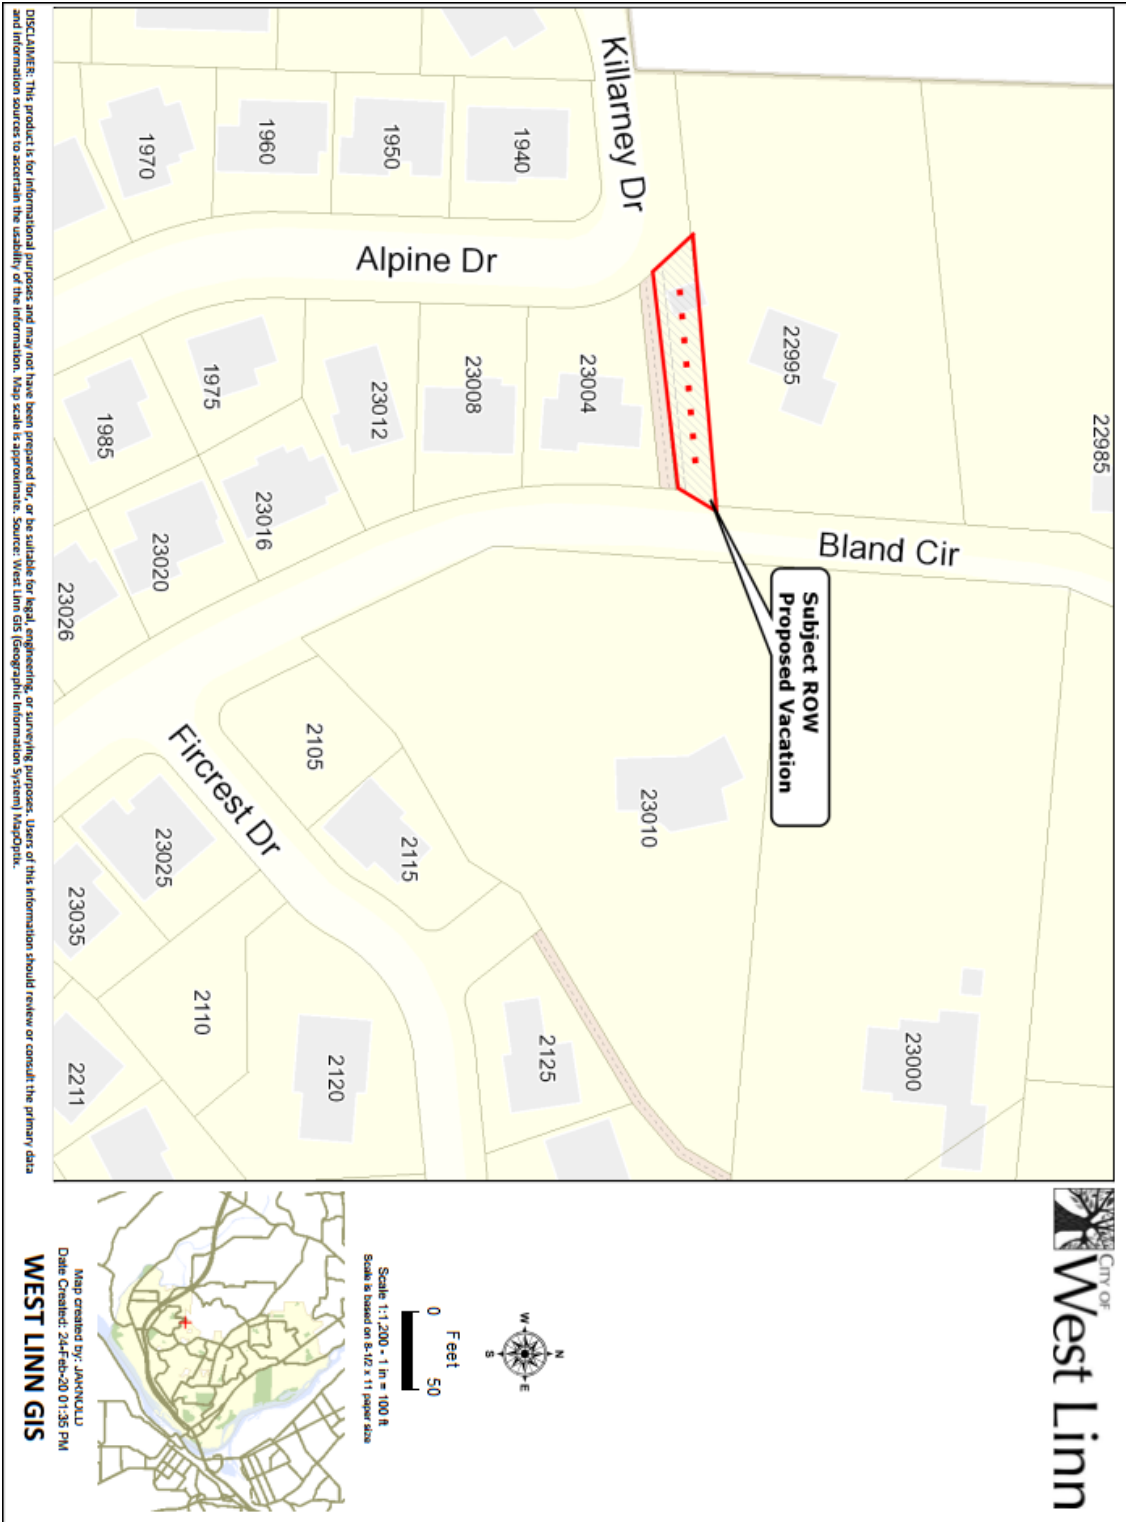 CITY OF
West Linn
22985
22995
Killarney Dr
Alpine Dr
1940
1950
1960
1970
23004
23008
23012
1975
1985
23016
23020
23026
Bland Cir
Subject ROW
Proposed Vacation
23010
23000
2105
2115
Fircrest Dr
23025
23035
2110
2120
2125
2211
N
W
E
S
0
50
Feet
Scale 1:1,200 - 1 in = 100 ft
Scale is based on 8-1/2 x 11 paper size
Map created by: JARNOLD
Date Created: 24-Feb-20 01:35 PM
WEST LINN GIS
DISCLAIMER: This product is for informational purposes and may not have been prepared for, or be suitable for legal, engineering, or surveying purposes. Users of this information should review or consult the primary data
and information sources to ascertain the usability of the information. Map scale is approximate. Source: West Linn GIS (Geographic Information System) MapOptix.